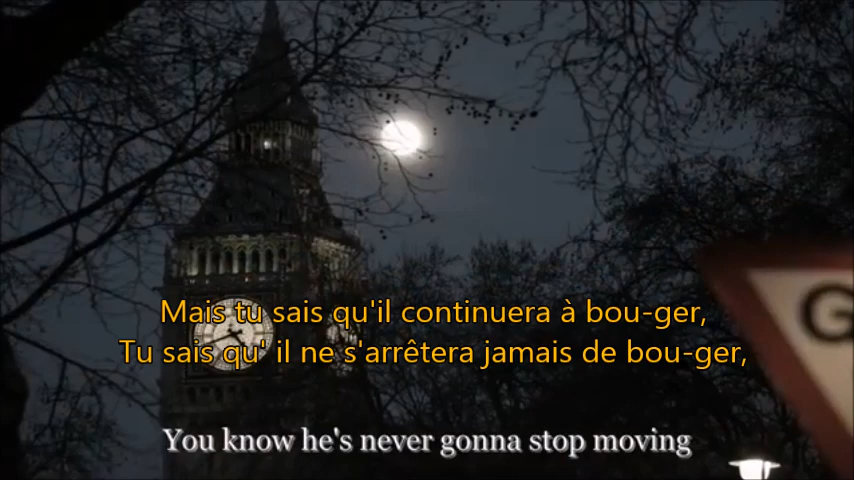 Mais tu sais qu'il continuera à bou-ger,
Tu sais qu' il ne s'arrêtera jamais de bou-ger,
G
You know he's never gonna stop moving